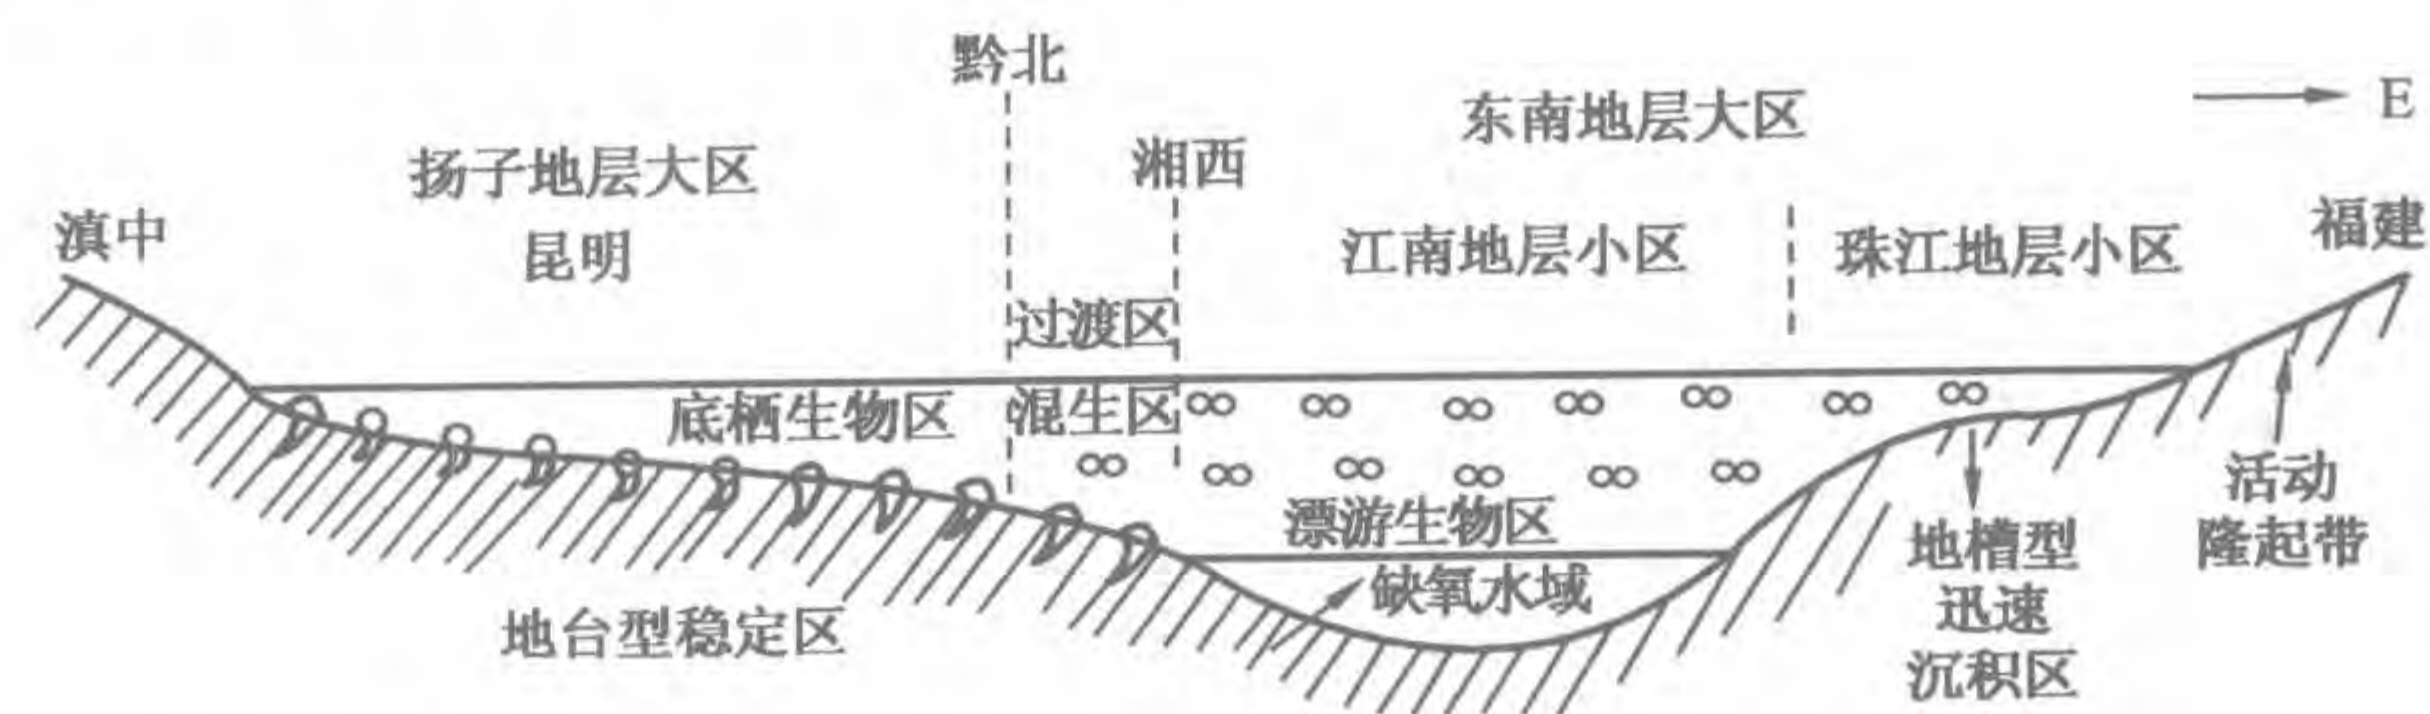 黔北
E
东南地层大区
扬子地层大区
湘西
滇中
昆明
江南地层小区
珠江地层小区
福建
过渡区
底栖生物区
混生区
漂游生物区
缺氧水域
地台型稳定区
地槽型
迅速
沉积区
活动
隆起带